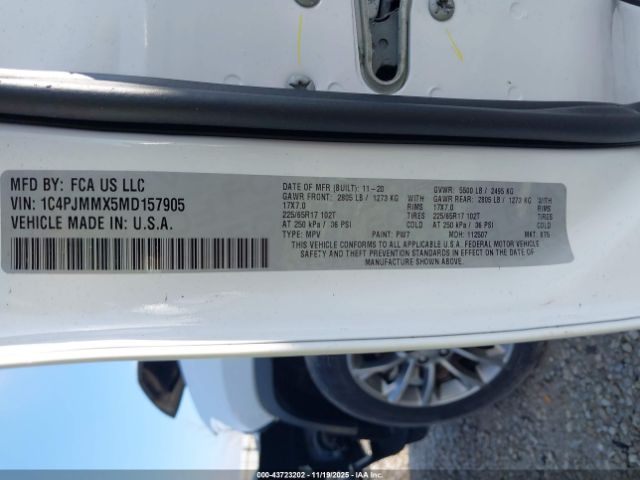 MFD BY: FCA US LLC
VIN: 1C4PJMMX5MD157905
VEHICLE MADE IN U.S.A.
DATE OF MFR (BUILT): 11-20
GAWR FRONT: 2805 LB / 1273 KG
17X7.0 RIMS
225/65R17 102T TIRES
AT 250 kPa / 36 PSI
TYPE: MPV PAINT: PW7
GVWR: 5500 LB / 2495 KG
GAWR REAR: 2805 LB / 1273 KG
17X7.0 RIMS
225/65R17 102T TIRES
AT 250 kPa / 36 PSI
MDH: 112507 MKT:
THIS VEHICLE CONFORMS TO ALL APPLICABLE U.S.A. FEDERAL MOTOR VEHICLE
SAFETY AND THEFT PREVENTION STANDARDS IN EFFECT ON THE DATE OF
MANUFACTURE SHOWN ABOVE.
000-43723202 - 11/19/2025 - ©2025 IAA, Inc.